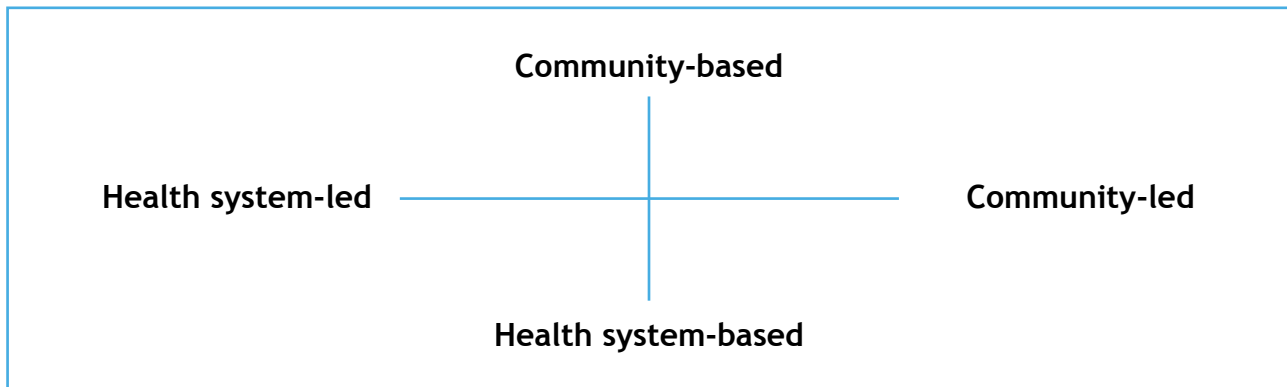 Community-based
Health system-led Community-led
Health system-based